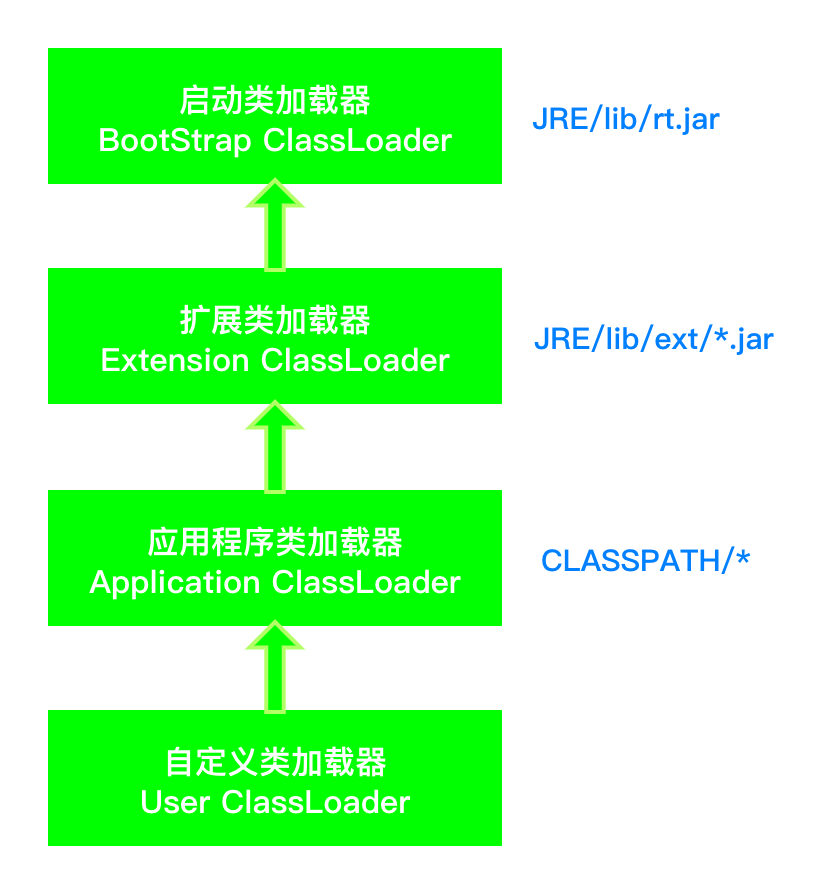 启动类加载器
BootStrap ClassLoader
JRE/lib/rt.jar
扩展类加载器
Extension ClassLoader
JRE/lib/ext/*.jar
应用程序类加载器
Application ClassLoader
CLASSPATH/*
自定义类加载器
User ClassLoader